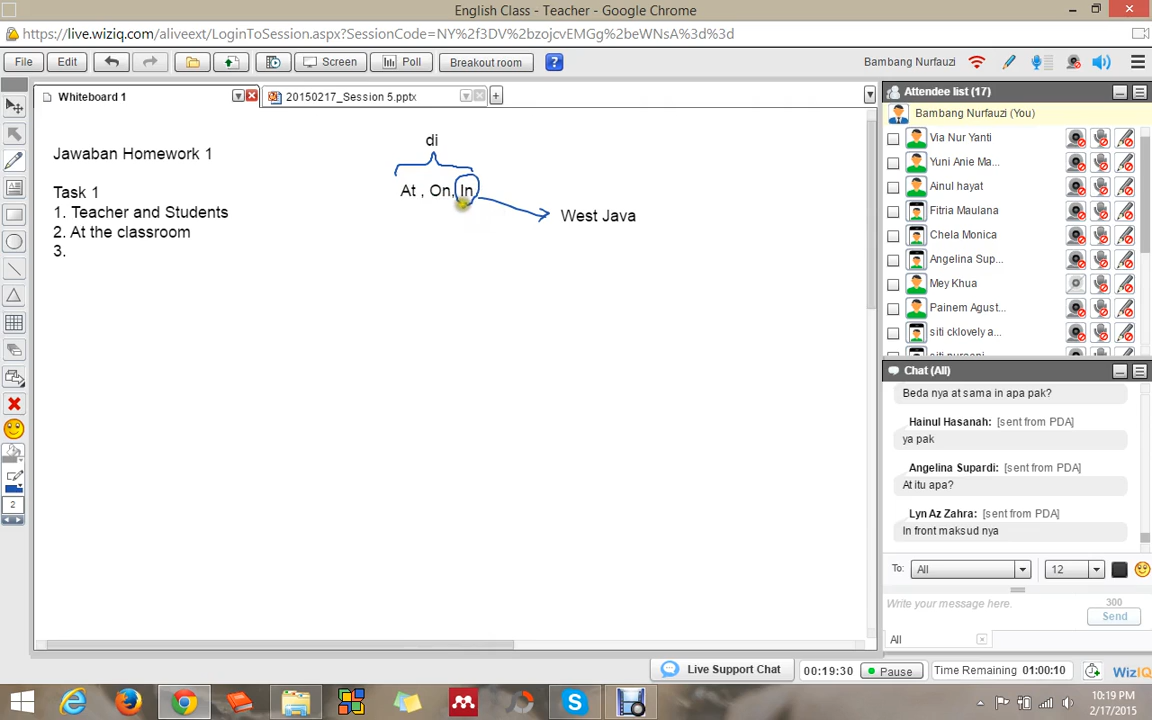 English Class - Teacher - Google Chrome
https://live.wiziq.com/aliveext/LoginToSession.aspx?SessionCode=NY%2f3DV%2bzojcvEMGg%2beWNsA%3d%3d
File Edit Screen Poll Breakout room ? Bambang Nurfauzi
Whiteboard 1 20150217_Session 5.pptx
Attendee list (17)
Bambang Nurfauzi (You)
Via Nur Yanti
Yuni Anie Ma...
Ainul hayat
Fitria Maulana
Chela Monica
Angelina Sup...
Mey Khua
Painem Agust...
siti cklovely a...
Jawaban Homework 1
Task 1
1. Teacher and Students
2. At the classroom
3.
di
At , On, In
West Java
2
Chat (All)
Beda nya at sama in apa pak?
Hainul Hasanah: [sent from PDA]
ya pak
Angelina Supardi: [sent from PDA]
At itu apa?
Lyn Az Zahra: [sent from PDA]
In front maksud nya
To: All 12
Write your message here. 300
Send
All
Live Support Chat 00:19:30 Pause Time Remaining 01:00:10 WizIQ
10:19 PM
2/17/2015